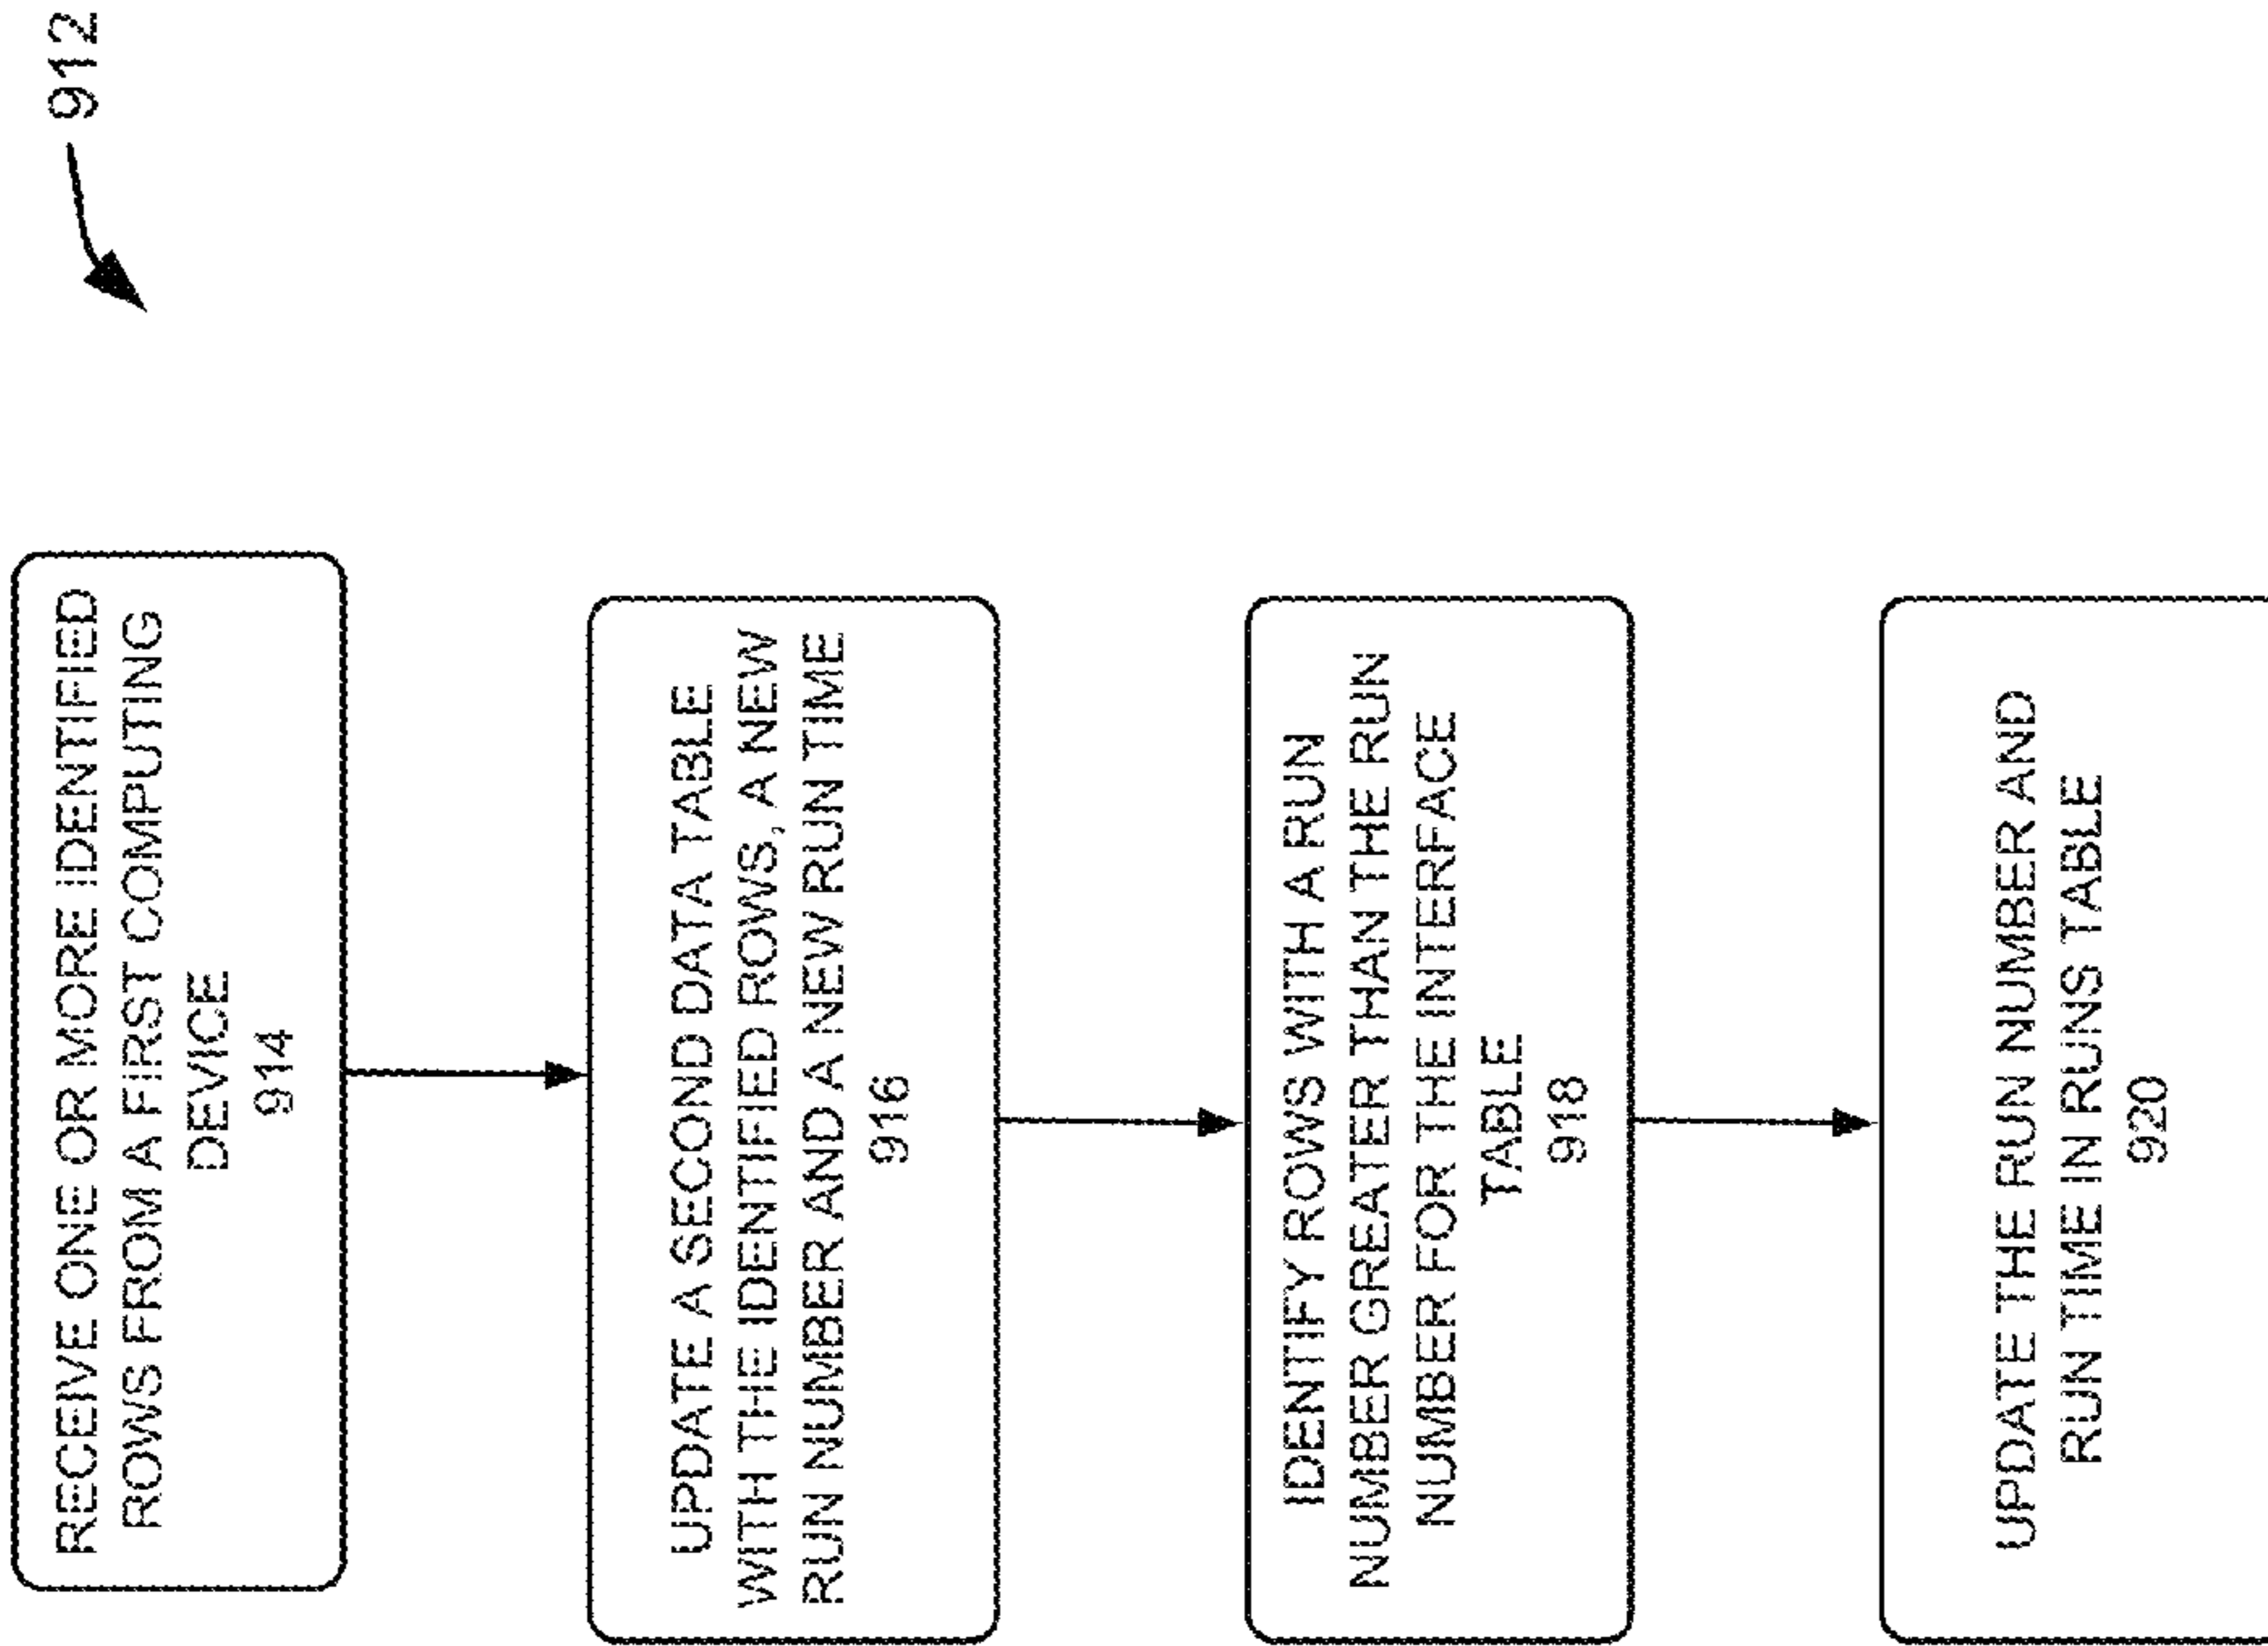 912
RECEIVE ONE OR MORE IDENTIFIED
ROWS FROM A FIRST COMPUTING
DEVICE
914
UPDATE A SECOND DATA TABLE
WITH THE IDENTIFIED ROWS, A NEW
RUN NUMBER AND A NEW RUN TIME
916
IDENTIFY ROWS WITH A RUN
NUMBER GREATER THAN THE RUN
NUMBER FOR THE INTERFACE
TABLE
918
UPDATE THE RUN NUMBER AND
RUN TIME IN RUNS TABLE
920